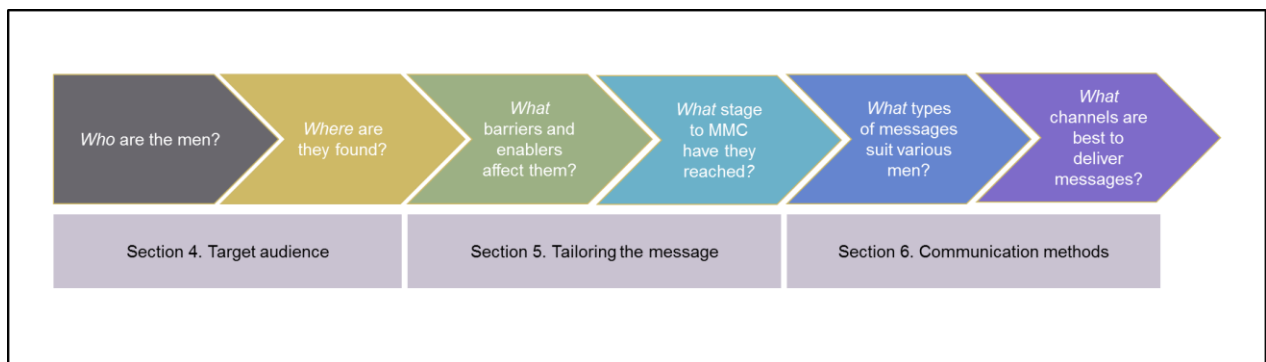 Who are the men?
Where are
they found?
What
barriers and
enablers
affect them?
What stage
to MMC
have they
reached?
What types
of messages
suit various
men?
What
channels are
best to
deliver
messages?
Section 4. Target audience
Section 5. Tailoring the message
Section 6. Communication methods